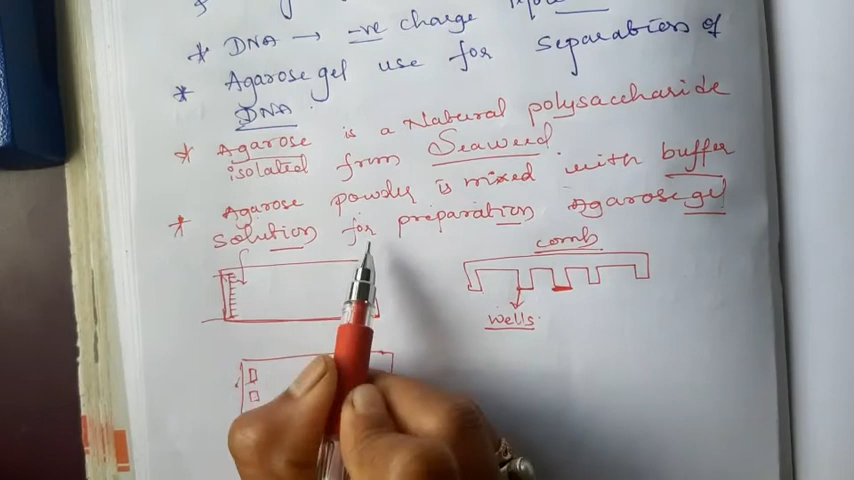 * DNA → -ve charge
* Agarose gel use for separation of
DNA.
* Agarose is a Natural polysaccharide
isolated from Seaweed.
* Agarose powder is mixed with buffer
solution for preparation Agarose gel
comb
wells.